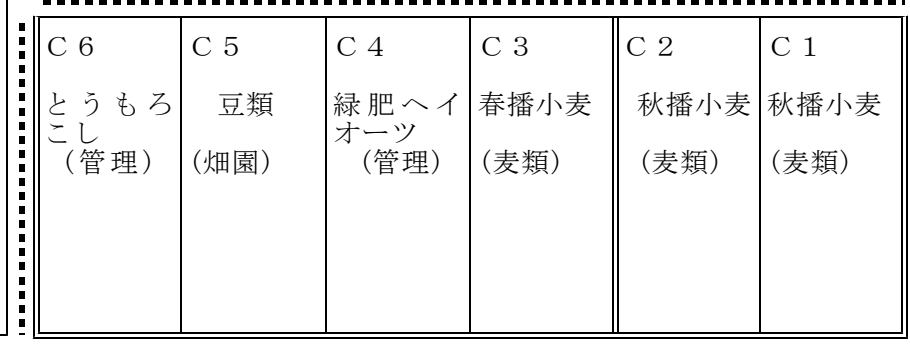 C6
とうもろ
こし
(管理)
C5
豆類
(畑園)
C4
緑肥ヘイ
オーツ
(管理)
C3
春播小麦
(麦類)
C2
秋播小麦
(麦類)
C1
秋播小麦
(麦類)